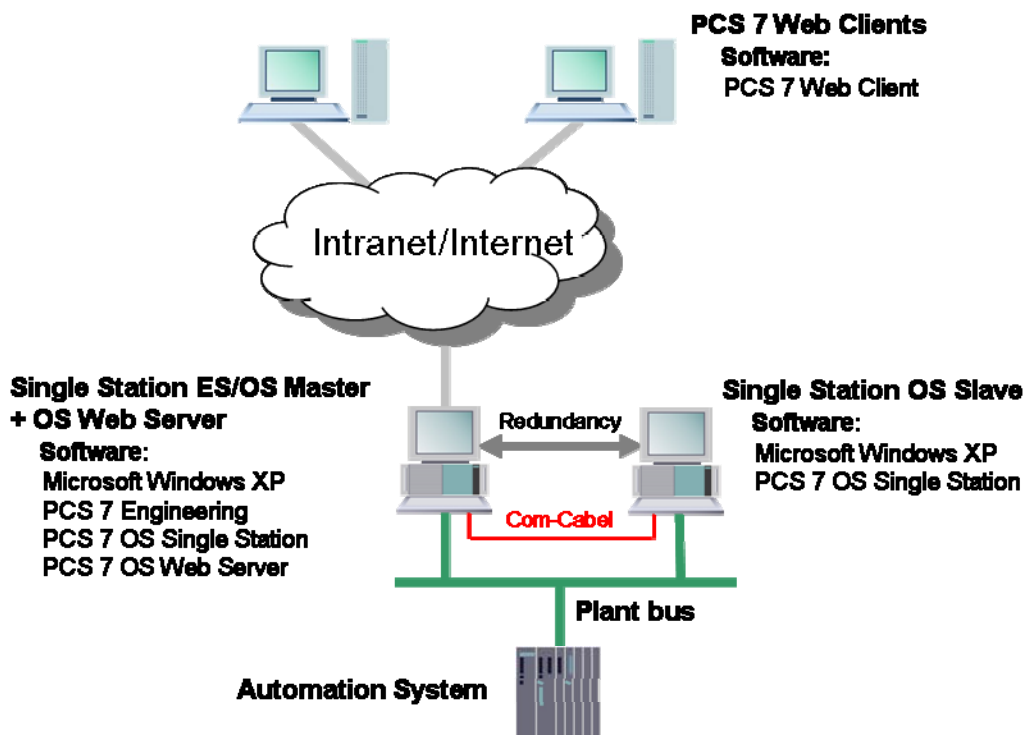 PCS 7 Web Clients
Software:
PCS 7 Web Client
Intranet/Internet
Single Station ES/OS Master
+ OS Web Server
Software:
Microsoft Windows XP
PCS 7 Engineering
PCS 7 OS Single Station
PCS 7 OS Web Server
Redundancy
Com-Cabel
Single Station OS Slave
Software:
Microsoft Windows XP
PCS 7 OS Single Station
Plant bus
Automation System